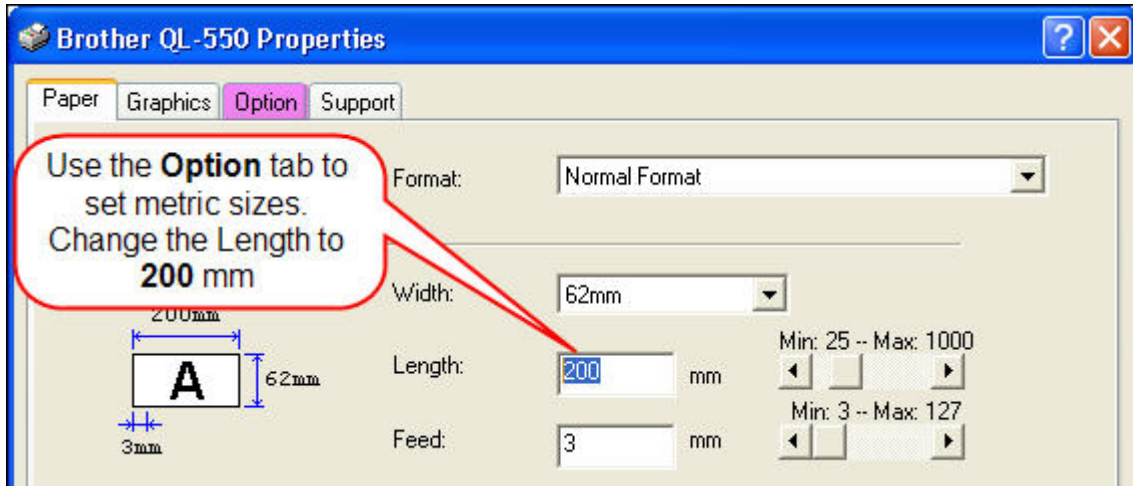 Brother QL-550 Properties
Paper Graphics Option Support
Use the Option tab to
set metric sizes.
Change the Length to
200 mm
Format: Normal Format
Width: 62mm
200mm
A
62mm
3mm
Length: 200 mm
Min: 25 -- Max: 1000
Feed: 3 mm
Min: 3 -- Max: 127